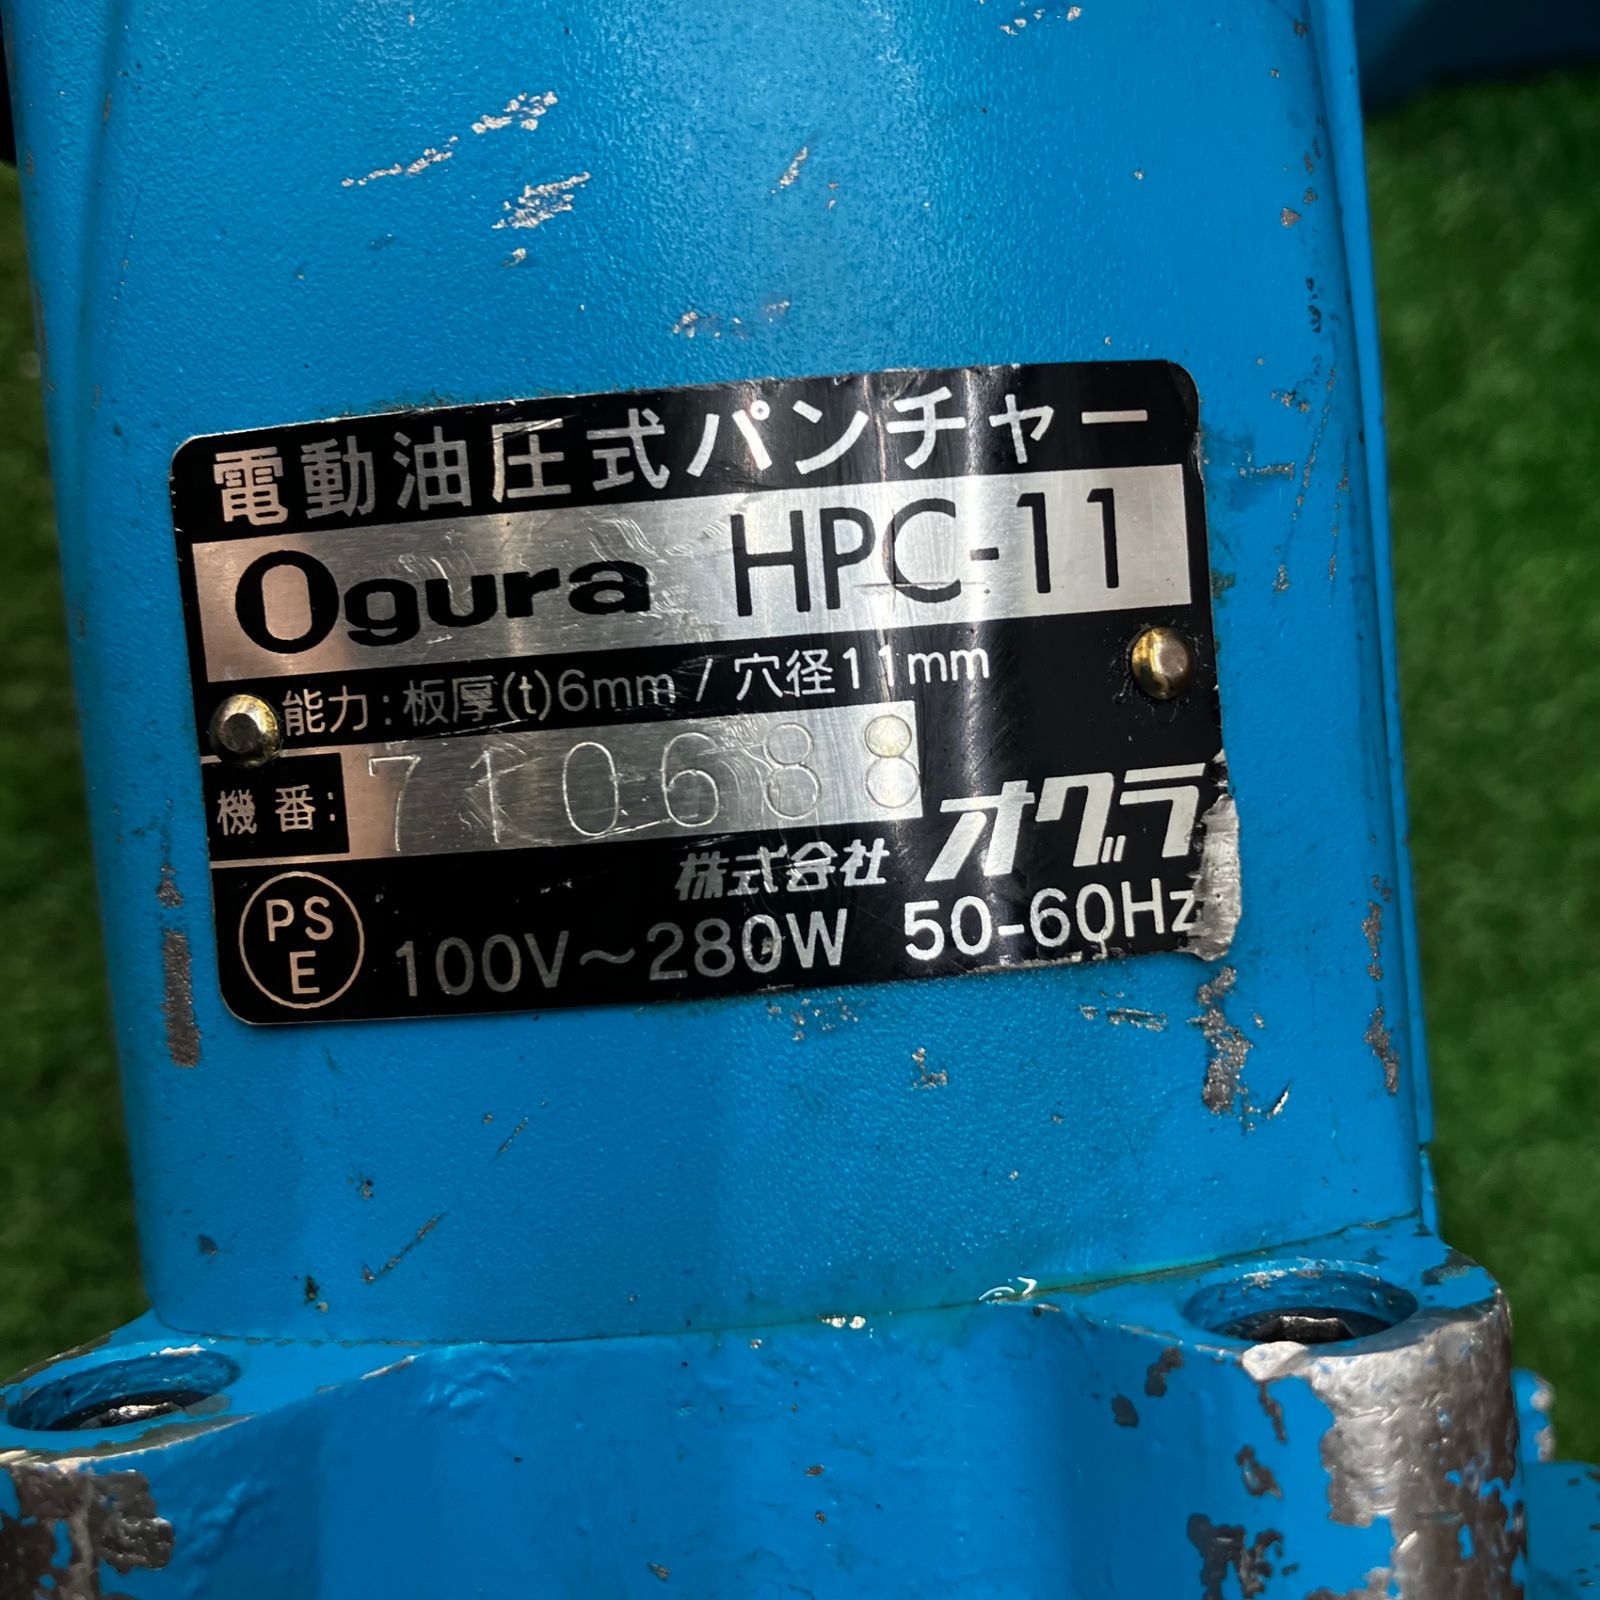 電動油圧式パンチャー
Ogura HPC-11
能力:板厚(t)6mm / 穴径11mm
機番: 710688
株式会社 オグラ
PS E 100V～280W 50-60Hz